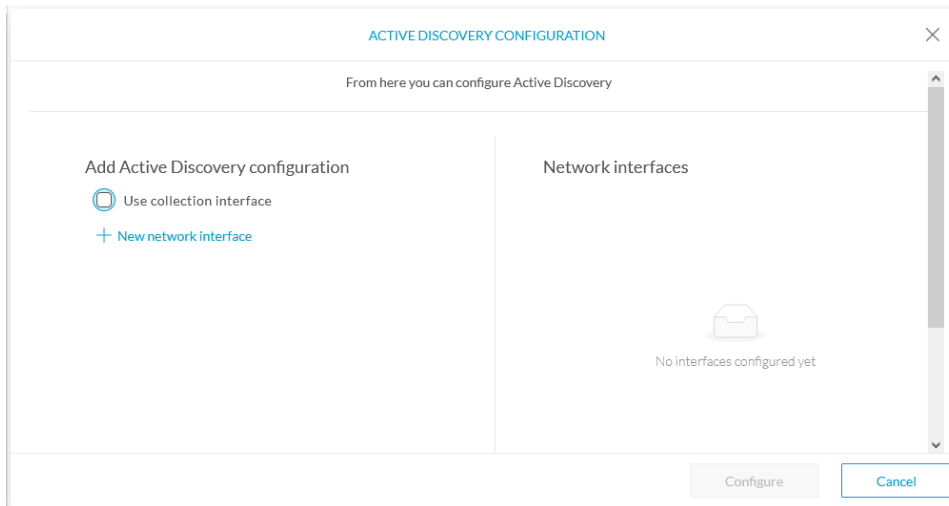 ACTIVE DISCOVERY CONFIGURATION
From here you can configure Active Discovery
Add Active Discovery configuration
Use collection interface
New network interface
Network interfaces
No interfaces configured yet
Configure
Cancel